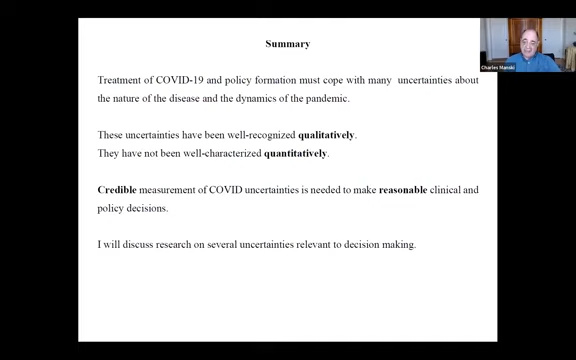 Summary
Treatment of COVID-19 and policy formation must cope with many uncertainties about
the nature of the disease and the dynamics of the pandemic.
These uncertainties have been well-recognized qualitatively.
They have not been well-characterized quantitatively.
Credible measurement of COVID uncertainties is needed to make reasonable clinical and
policy decisions.
I will discuss research on several uncertainties relevant to decision making.
Charles Manski